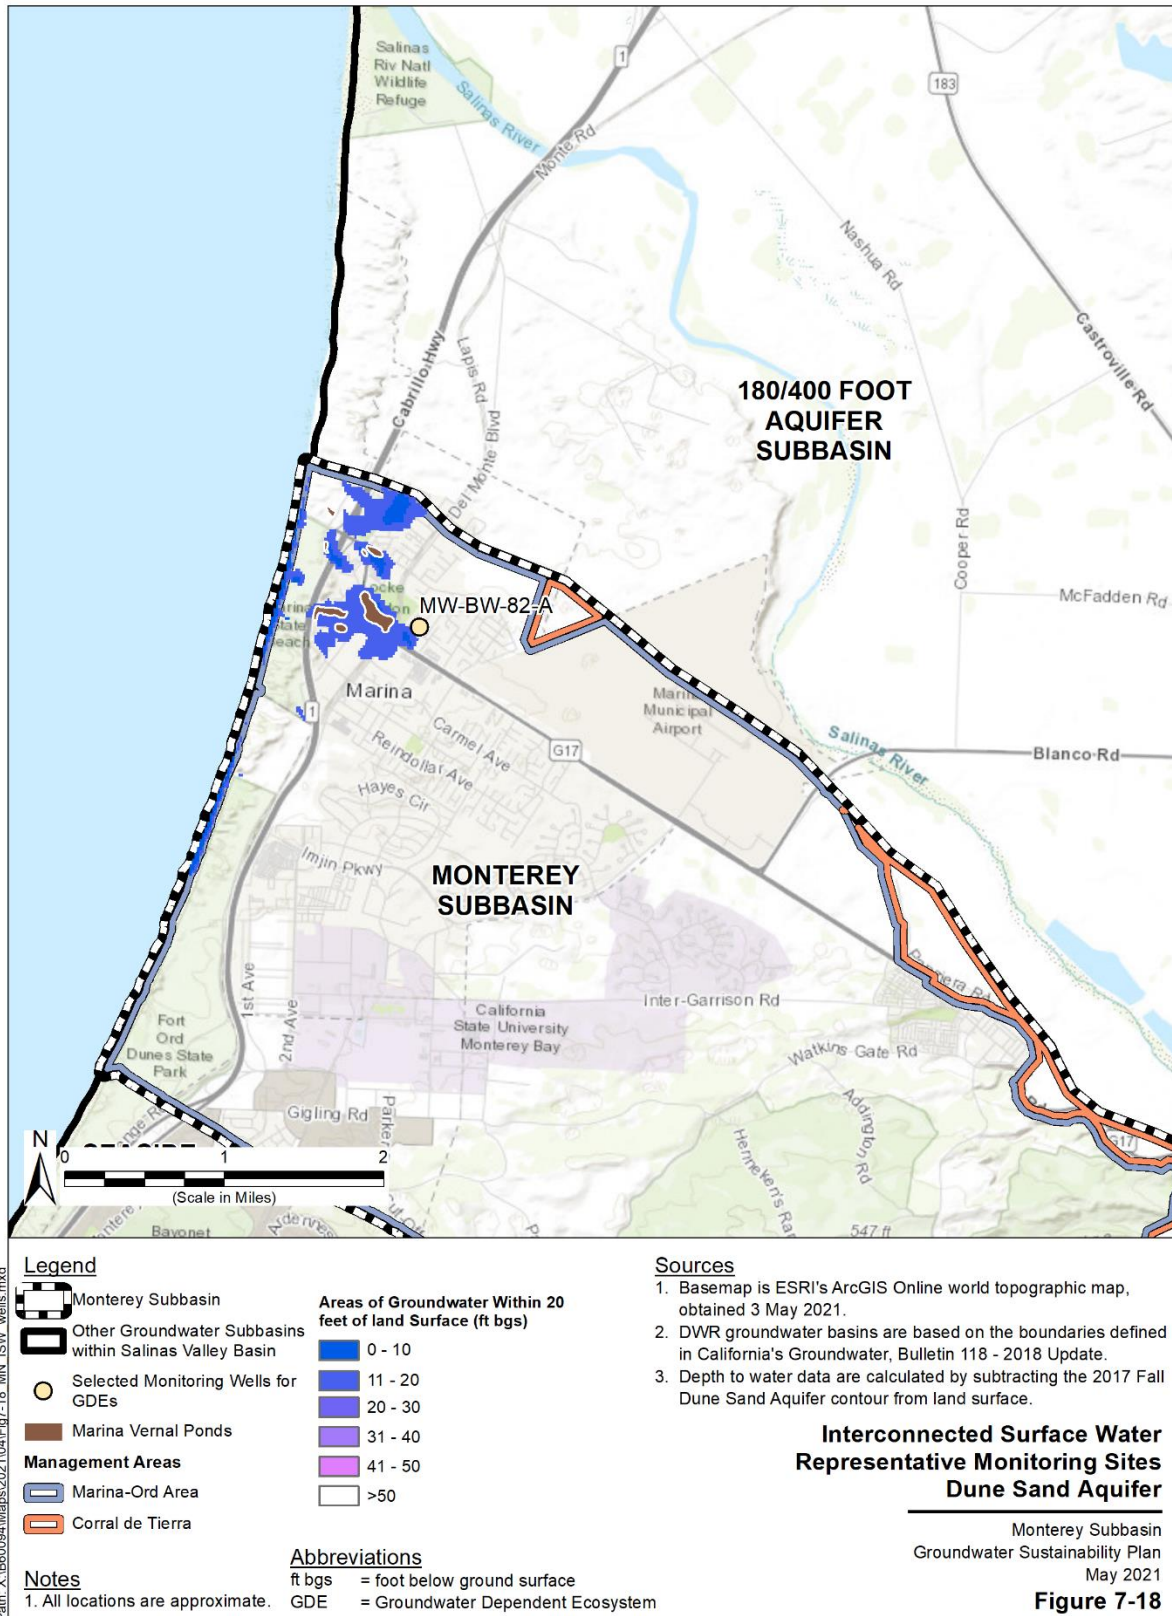 Salinas
Riv Natl
Wildlife
Refuge
1
183
Salinas River
Monte Rd
Nashua Rd
Castroville Rd
Cabrillo Hwy
Lapis Rd
Del Monte Blvd
180/400 FOOT
AQUIFER
SUBBASIN
Cooper Rd
McFadden Rd
MW-BW-82-A
Marina
Marina
Municipal
Airport
1
Carmel Ave
G17
Reindollar Ave
Salinas River
Blanco Rd
Hayes Cir
Imjin Pkwy
MONTEREY
SUBBASIN
1st Ave
2nd Ave
Inter-Garrison Rd
California
State University
Monterey Bay
Watkins Gate Rd
Fort
Ord
Dunes State
Park
Addington Rd
Gigling Rd
Parker
Henneken's Ran
G17
N
0 1 2
(Scale in Miles)
Bayonet
547 ft
Legend
Monterey Subbasin
Other Groundwater Subbasins
within Salinas Valley Basin
Selected Monitoring Wells for
GDEs
Marina Vernal Ponds
Management Areas
Marina-Ord Area
Corral de Tierra
Notes
1. All locations are approximate.
Areas of Groundwater Within 20
feet of land Surface (ft bgs)
0 - 10
11 - 20
20 - 30
31 - 40
41 - 50
>50
Abbreviations
ft bgs = foot below ground surface
GDE = Groundwater Dependent Ecosystem
Sources
1. Basemap is ESRI's ArcGIS Online world topographic map,
obtained 3 May 2021.
2. DWR groundwater basins are based on the boundaries defined
in California's Groundwater, Bulletin 118 - 2018 Update.
3. Depth to water data are calculated by subtracting the 2017 Fall
Dune Sand Aquifer contour from land surface.
Interconnected Surface Water
Representative Monitoring Sites
Dune Sand Aquifer
Monterey Subbasin
Groundwater Sustainability Plan
May 2021
Figure 7-18